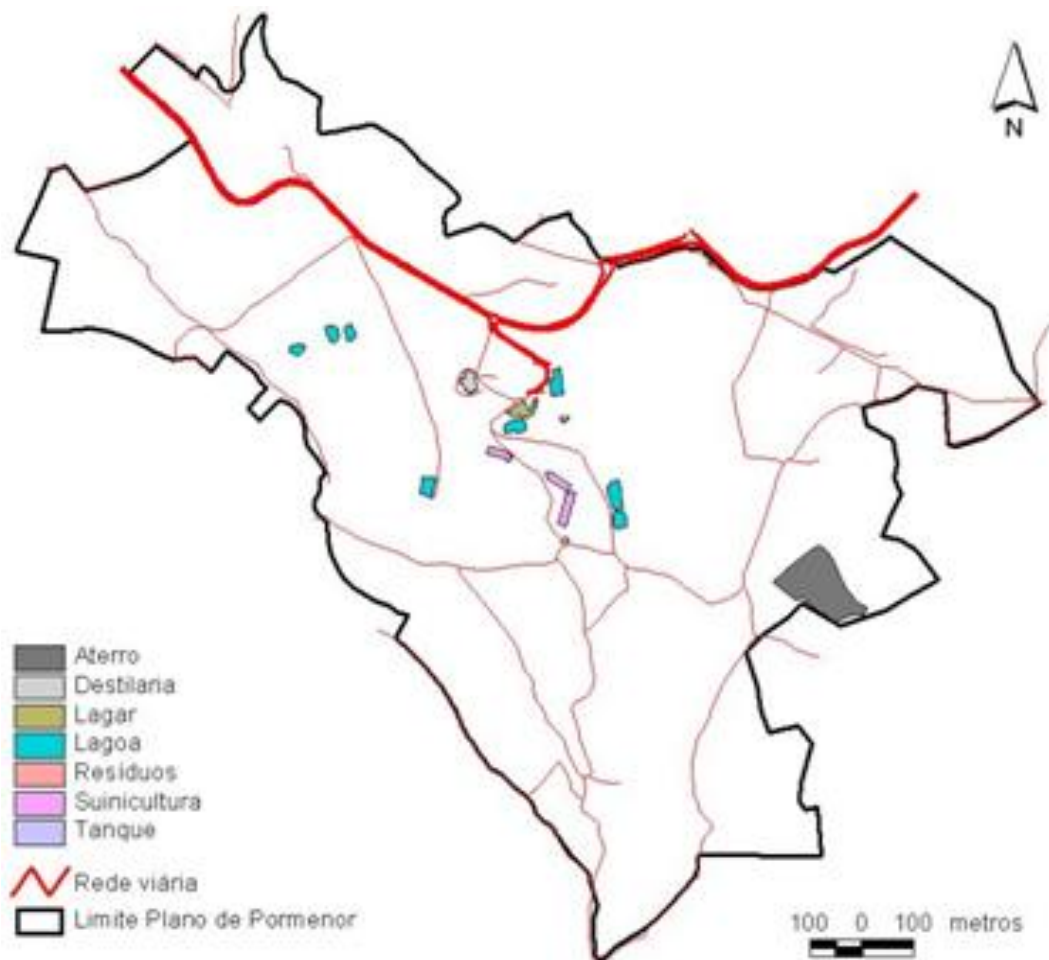 N
Aterro
Destilaria
Lagar
Lagoa
Resíduos
Suinicultura
Tanque
Rede viária
Limite Plano de Pormenor
100 0 100 metros